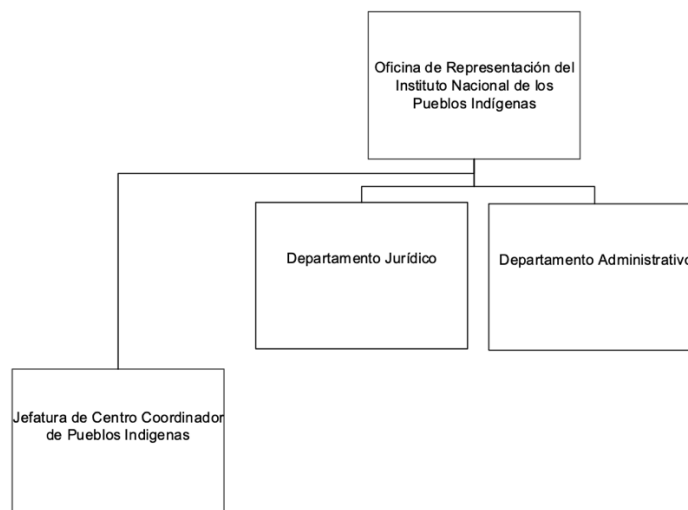 Oficina de Representación del
Instituto Nacional de los
Pueblos Indígenas
Departamento Jurídico
Departamento Administrativo
Jefatura de Centro Coordinador
de Pueblos Indigenas